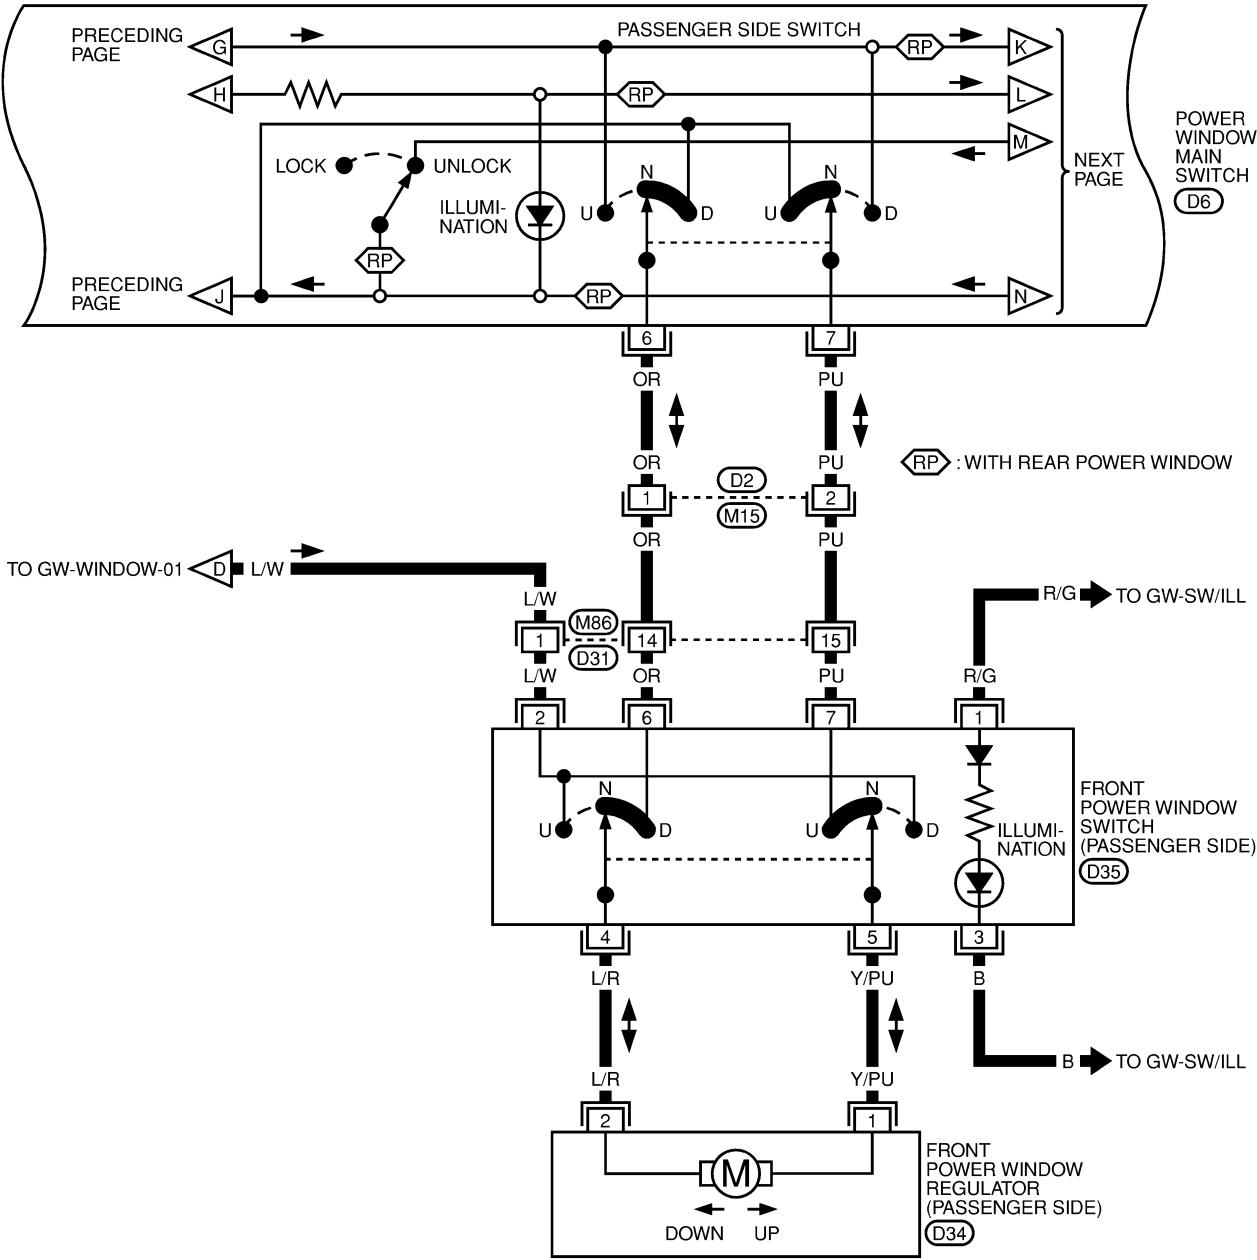 PASSENGER SIDE SWITCH
PRECEDING
PAGE
G
RP
K
H
RP
L
M
LOCK
UNLOCK
N
N
ILLUMI-
NATION
U
D
U
D
RP
NEXT
PAGE
POWER
WINDOW
MAIN
SWITCH
D6
PRECEDING
PAGE
J
RP
N
6
7
OR
PU
OR
PU
RP : WITH REAR POWER WINDOW
D2
1
2
M15
OR
PU
TO GW-WINDOW-01
D
L/W
L/W
R/G
TO GW-SW/ILL
M86
1
14
15
D31
L/W
OR
PU
R/G
2
6
7
1
N
N
U
D
U
D
ILLUMI-
NATION
FRONT
POWER WINDOW
SWITCH
(PASSENGER SIDE)
D35
4
5
3
L/R
Y/PU
B
B
TO GW-SW/ILL
L/R
Y/PU
2
1
M
DOWN
UP
FRONT
POWER WINDOW
REGULATOR
(PASSENGER SIDE)
D34